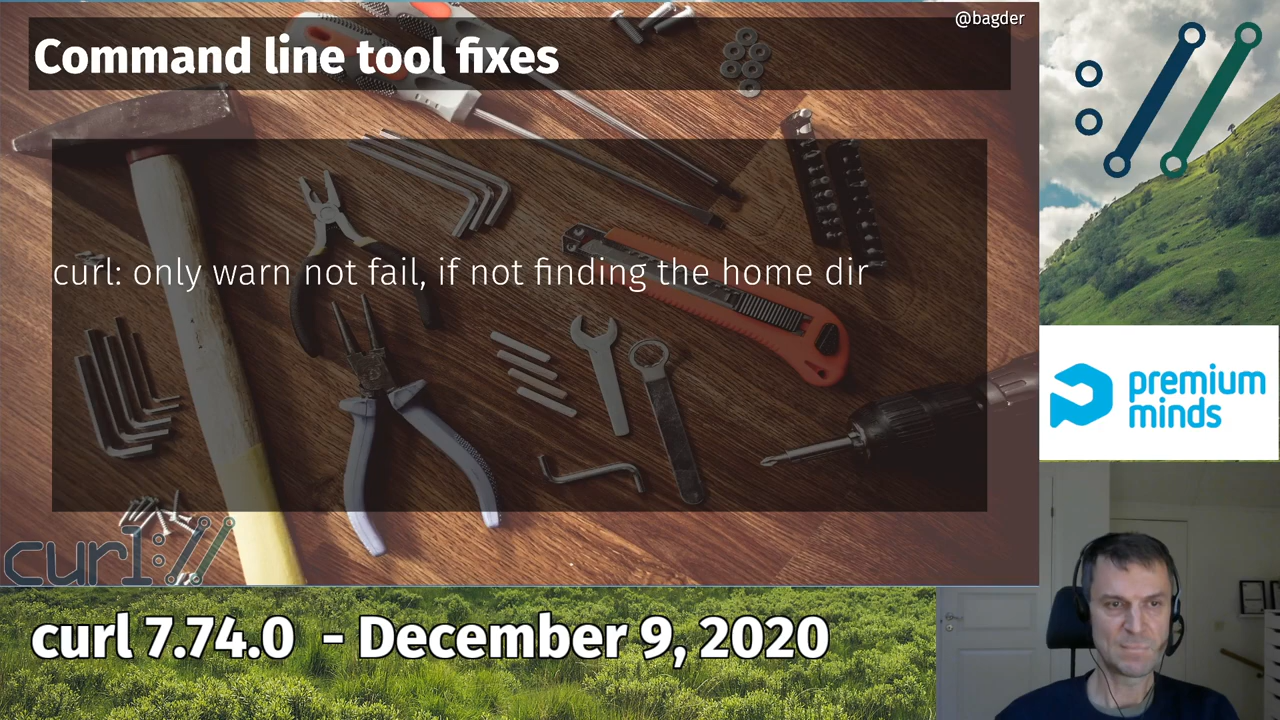 @bagder
Command line tool fixes
curl: only warn not fail, if not finding the home dir
curl://
premium
minds
curl 7.74.0 - December 9, 2020